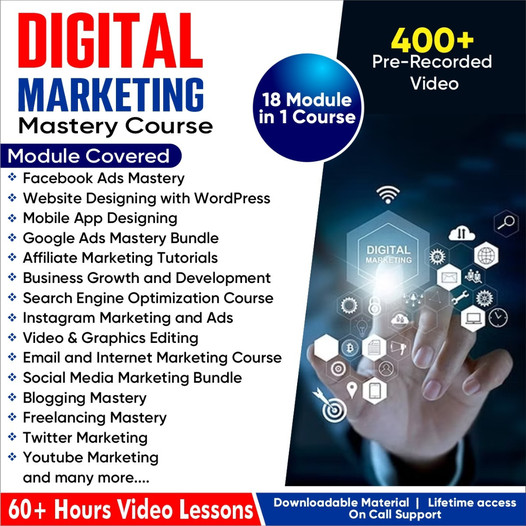 DIGITAL
MARKETING
Mastery Course
400+
Pre-Recorded
Video
18 Module
in 1 Course
Module Covered
Facebook Ads Mastery
Website Designing with WordPress
Mobile App Designing
Google Ads Mastery Bundle
Affiliate Marketing Tutorials
Business Growth and Development
Search Engine Optimization Course
Instagram Marketing and Ads
Video & Graphics Editing
Email and Internet Marketing Course
Social Media Marketing Bundle
Blogging Mastery
Freelancing Mastery
Twitter Marketing
Youtube Marketing
and many more....
DIGITAL
MARKETING
60+ Hours Video Lessons
Downloadable Material | Lifetime access
On Call Support